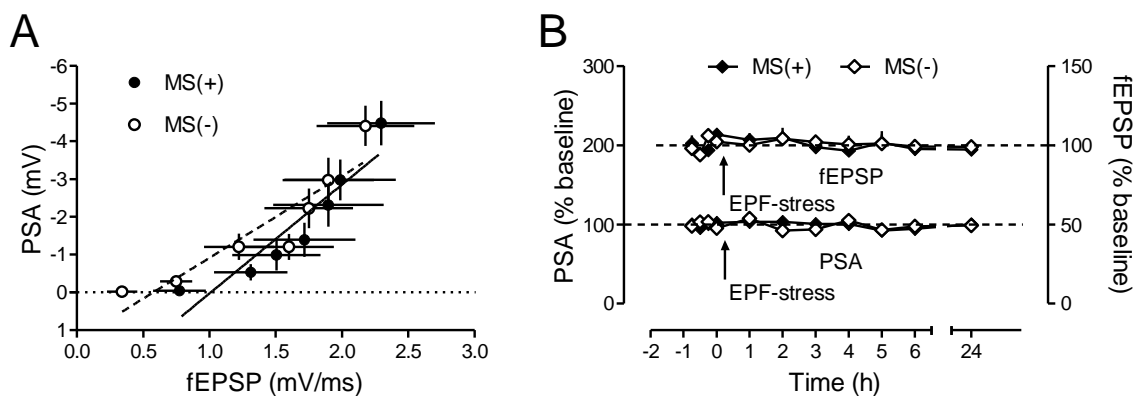 A
-6
-5
-4
-3
-2
-1
0
1
PSA (mV)
MS(+)
MS(-)
0.0 0.5 1.0 1.5 2.0 2.5 3.0
fEPSP (mV/ms)
B
MS(+) MS(-)
300
200
100
0
PSA (% baseline)
150
100
50
0
fEPSP
(% baseline)
fEPSP
EPF-stress
PSA
EPF-stress
-2 -1 0 1 2 3 4 5 6 24
Time (h)